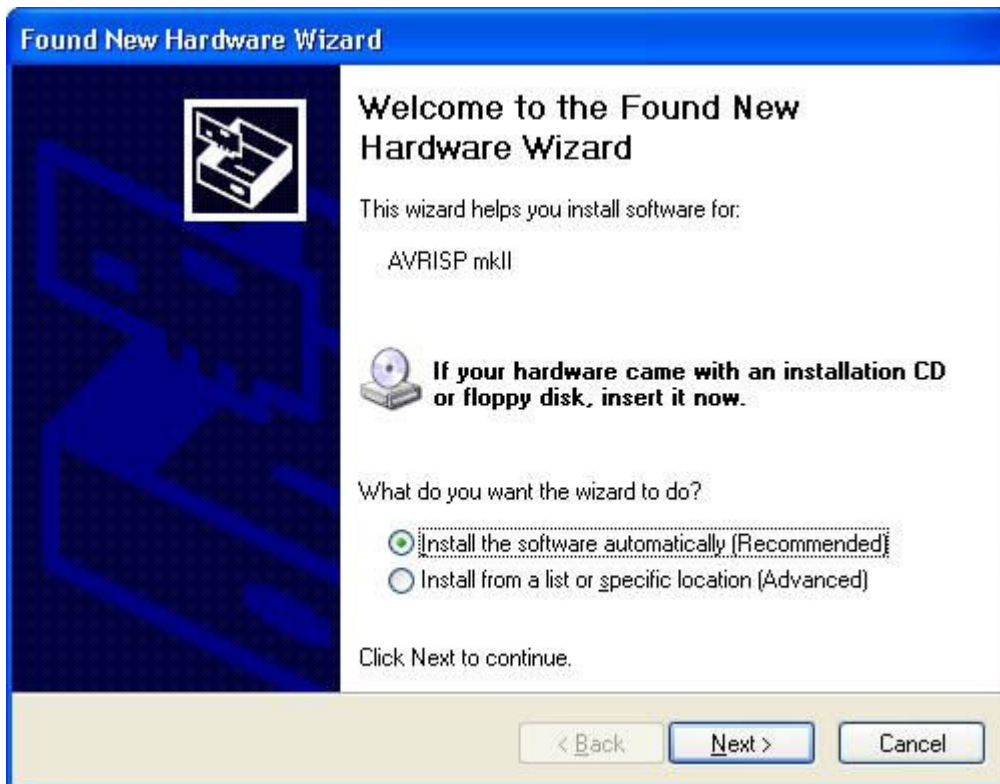 Found New Hardware Wizard
Welcome to the Found New
Hardware Wizard
This wizard helps you install software for:
AVRISP mkII
If your hardware came with an installation CD
or floppy disk, insert it now.
What do you want the wizard to do?
Install the software automatically (Recommended)
Install from a list or specific location (Advanced)
Click Next to continue.
< Back Next > Cancel